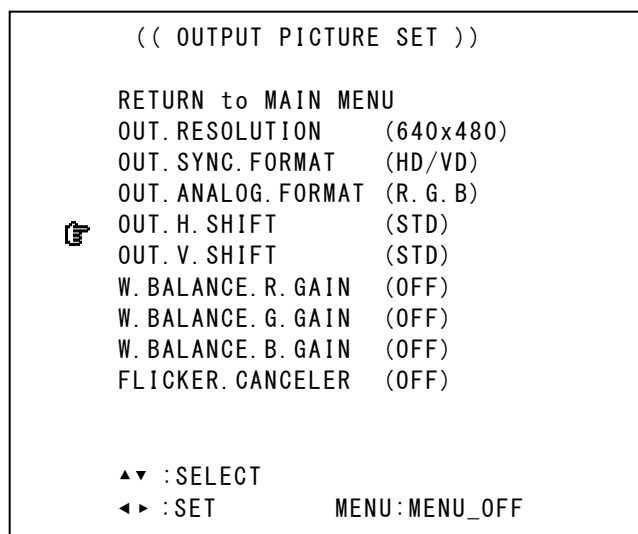 (( OUTPUT PICTURE SET ))
RETURN to MAIN MENU
OUT.RESOLUTION (640x480)
OUT.SYNC.FORMAT (HD/VD)
OUT.ANALOG.FORMAT (R.G.B)
OUT.H.SHIFT (STD)
OUT.V.SHIFT (STD)
W.BALANCE.R.GAIN (OFF)
W.BALANCE.G.GAIN (OFF)
W.BALANCE.B.GAIN (OFF)
FLICKER.CANCELER (OFF)
▲▼ :SELECT
◄► :SET MENU:MENU_OFF